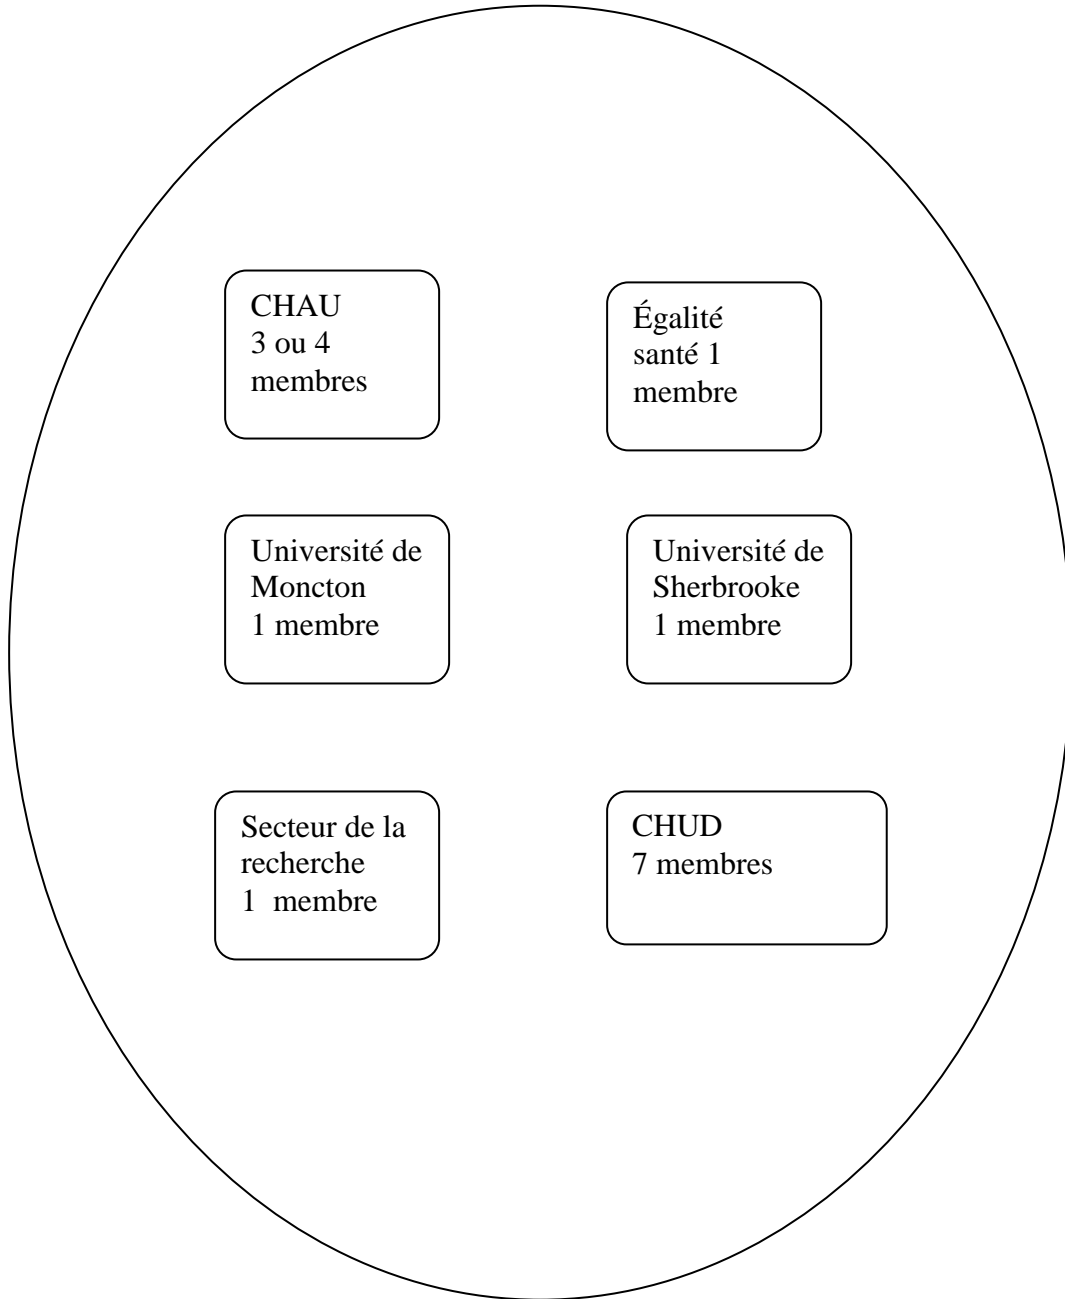 CHAU
3 ou 4
membres
Égalité
santé 1
membre
Université de
Moncton
1 membre
Université de
Sherbrooke
1 membre
Secteur de la
recherche
1  membre
CHUD
7 membres